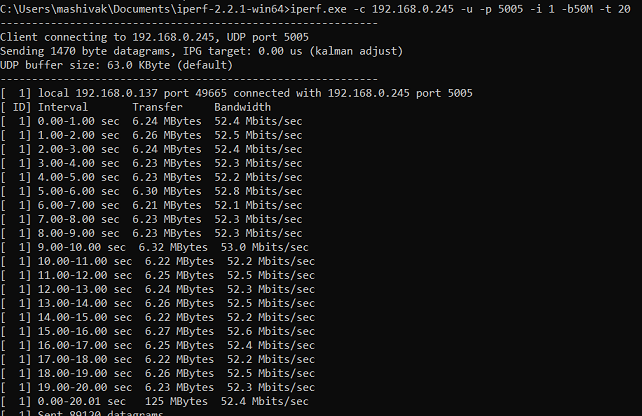 C:\Users\mashivak\Documents\iperf-2.2.1-win64>iperf.exe -c 192.168.0.245 -u -p 5005 -i 1 -b50M -t 20
------------------------------------------------------------
Client connecting to 192.168.0.245, UDP port 5005
Sending 1470 byte datagrams, IPG target: 0.00 us (kalman adjust)
UDP buffer size: 63.0 KByte (default)
------------------------------------------------------------
[  1] local 192.168.0.137 port 49665 connected with 192.168.0.245 port 5005
[ ID] Interval       Transfer     Bandwidth
[  1] 0.00-1.00 sec  6.24 MBytes  52.4 Mbits/sec
[  1] 1.00-2.00 sec  6.26 MBytes  52.5 Mbits/sec
[  1] 2.00-3.00 sec  6.24 MBytes  52.4 Mbits/sec
[  1] 3.00-4.00 sec  6.23 MBytes  52.3 Mbits/sec
[  1] 4.00-5.00 sec  6.23 MBytes  52.2 Mbits/sec
[  1] 5.00-6.00 sec  6.30 MBytes  52.8 Mbits/sec
[  1] 6.00-7.00 sec  6.21 MBytes  52.1 Mbits/sec
[  1] 7.00-8.00 sec  6.23 MBytes  52.3 Mbits/sec
[  1] 8.00-9.00 sec  6.23 MBytes  52.3 Mbits/sec
[  1] 9.00-10.00 sec  6.32 MBytes  53.0 Mbits/sec
[  1] 10.00-11.00 sec  6.22 MBytes  52.2 Mbits/sec
[  1] 11.00-12.00 sec  6.25 MBytes  52.5 Mbits/sec
[  1] 12.00-13.00 sec  6.24 MBytes  52.3 Mbits/sec
[  1] 13.00-14.00 sec  6.26 MBytes  52.5 Mbits/sec
[  1] 14.00-15.00 sec  6.22 MBytes  52.2 Mbits/sec
[  1] 15.00-16.00 sec  6.27 MBytes  52.6 Mbits/sec
[  1] 16.00-17.00 sec  6.25 MBytes  52.4 Mbits/sec
[  1] 17.00-18.00 sec  6.22 MBytes  52.2 Mbits/sec
[  1] 18.00-19.00 sec  6.26 MBytes  52.5 Mbits/sec
[  1] 19.00-20.00 sec  6.23 MBytes  52.3 Mbits/sec
[  1] 0.00-20.01 sec   125 MBytes  52.4 Mbits/sec
[  1] Sent 89120 datagrams